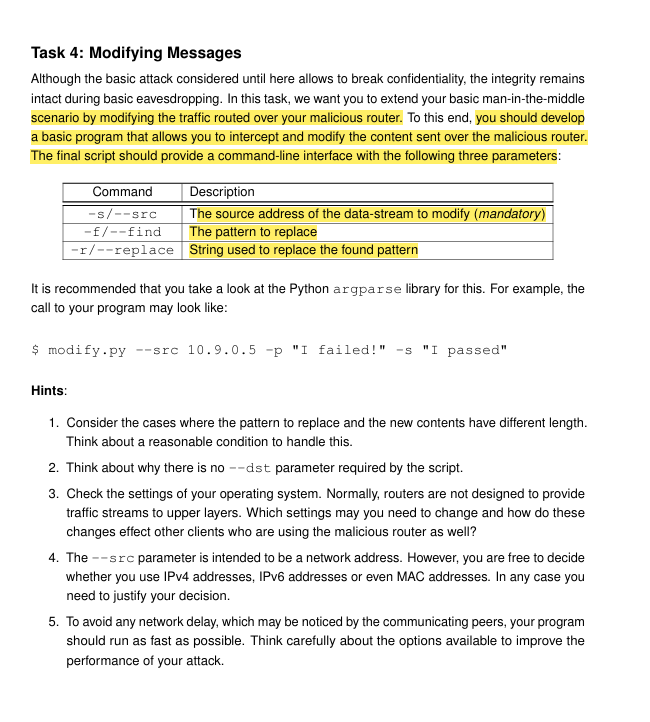 Task 4: Modifying Messages
Although the basic attack considered until here allows to break confidentiality, the integrity remains
intact during basic eavesdropping. In this task, we want you to extend your basic man-in-the-middle
scenario by modifying the traffic routed over your malicious router. To this end, you should develop
a basic program that allows you to intercept and modify the content sent over the malicious router.
The final script should provide a command-line interface with the following three parameters:
Command Description
-s/--src The source address of the data-stream to modify (mandatory)
-f/--find The pattern to replace
-r/--replace String used to replace the found pattern
It is recommended that you take a look at the Python argparse library for this. For example, the
call to your program may look like:
$ modify.py --src 10.9.0.5 -p "I failed!" -s "I passed"
Hints:
1. Consider the cases where the pattern to replace and the new contents have different length.
Think about a reasonable condition to handle this.
2. Think about why there is no --dst parameter required by the script.
3. Check the settings of your operating system. Normally, routers are not designed to provide
traffic streams to upper layers. Which settings may you need to change and how do these
changes effect other clients who are using the malicious router as well?
4. The --src parameter is intended to be a network address. However, you are free to decide
whether you use IPv4 addresses, IPv6 addresses or even MAC addresses. In any case you
need to justify your decision.
5. To avoid any network delay, which may be noticed by the communicating peers, your program
should run as fast as possible. Think carefully about the options available to improve the
performance of your attack.